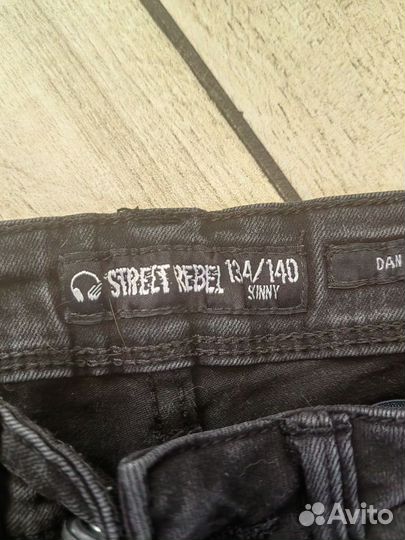 STREET REBEL 134/140
SKINNY
DAN
Avito